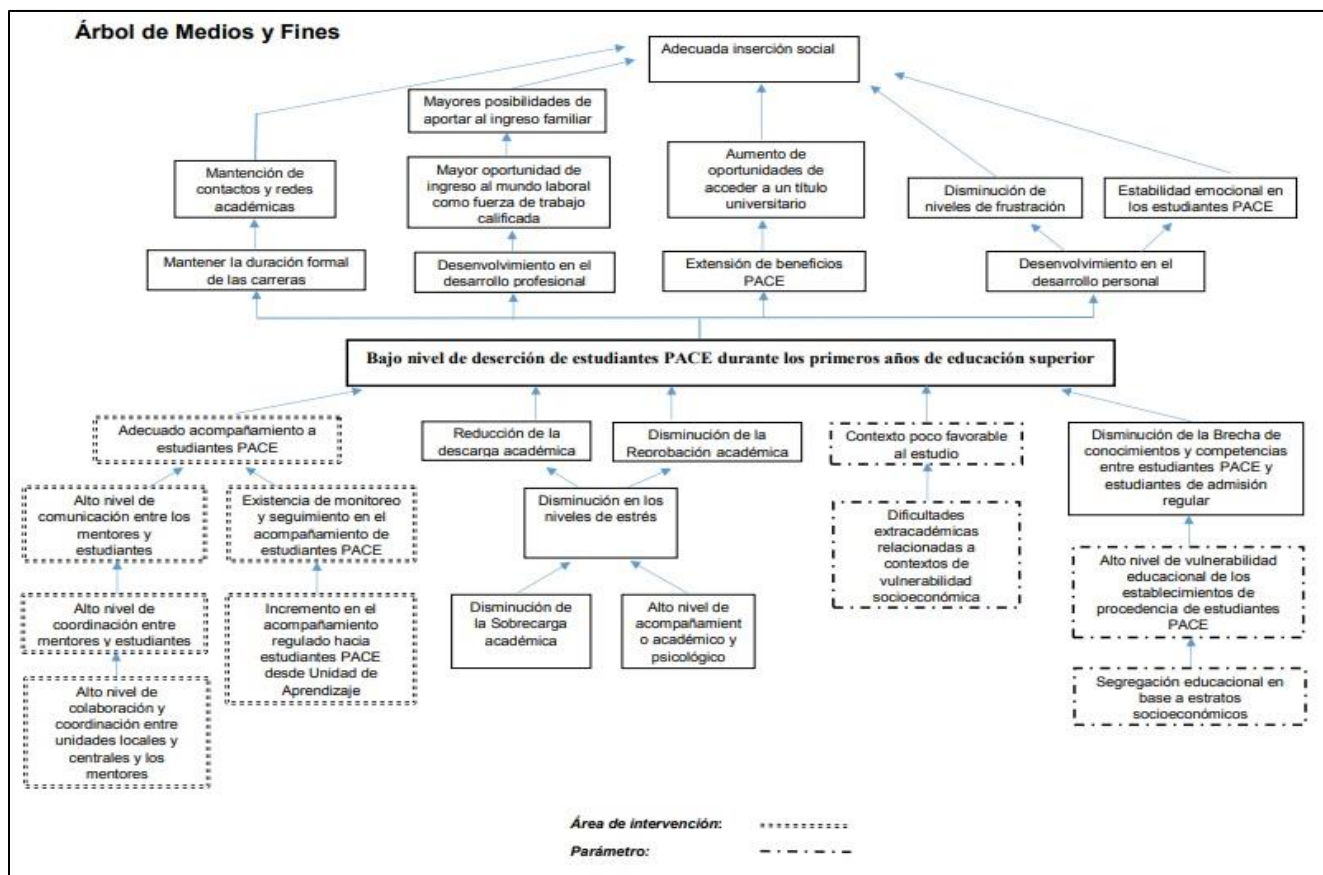 Árbol de Medios y Fines
Adecuada inserción social
Mayores posibilidades de
aportar al ingreso familiar
Mantención de
contactos y redes
académicas
Mayor oportunidad de
ingreso al mundo laboral
como fuerza de trabajo
calificada
Aumento de
oportunidades de
acceder a un título
universitario
Disminución de
niveles de frustración
Estabilidad emocional en
los estudiantes PACE
Mantener la duración formal
de las carreras
Desenvolvimiento en el
desarrollo profesional
Extensión de beneficios
PACE
Desenvolvimiento en el
desarrollo personal
Bajo nivel de deserción de estudiantes PACE durante los primeros años de educación superior
Adecuado acompañamiento a
estudiantes PACE
Reducción de la
descarga académica
Disminución de la
Reprobación académica
Contexto poco favorable
al estudio
Disminución de la Brecha de
conocimientos y competencias
entre estudiantes PACE y
estudiantes de admisión
regular
Alto nivel de
comunicación entre los
mentores y
estudiantes
Existencia de monitoreo
y seguimiento en el
acompañamiento de
estudiantes PACE
Disminución en los
niveles de estrés
Dificultades
extracadémicas
relacionadas a
contextos de
vulnerabilidad
socioeconómica
Alto nivel de vulnerabilidad
educacional de los
establecimientos de
procedencia de estudiantes
PACE
Alto nivel de
coordinación entre
mentores y estudiantes
Incremento en el
acompañamiento
regulado hacia
estudiantes PACE
desde Unidad de
Aprendizaje
Disminución de
la Sobrecarga
académica
Alto nivel de
acompañamient
o académico y
psicológico
Segregación educacional en
base a estratos
socioeconómicos
Alto nivel de
colaboración y
coordinación entre
unidades locales y
centrales y los
mentores
Área de intervención:
Parámetro: